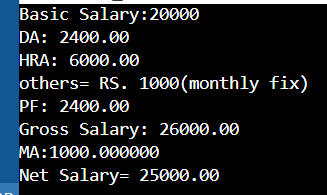 Basic Salary:20000
DA: 2400.00
HRA: 6000.00
others= RS. 1000(monthly fix)
PF: 2400.00
Gross Salary: 26000.00
MA:1000.000000
Net Salary= 25000.00